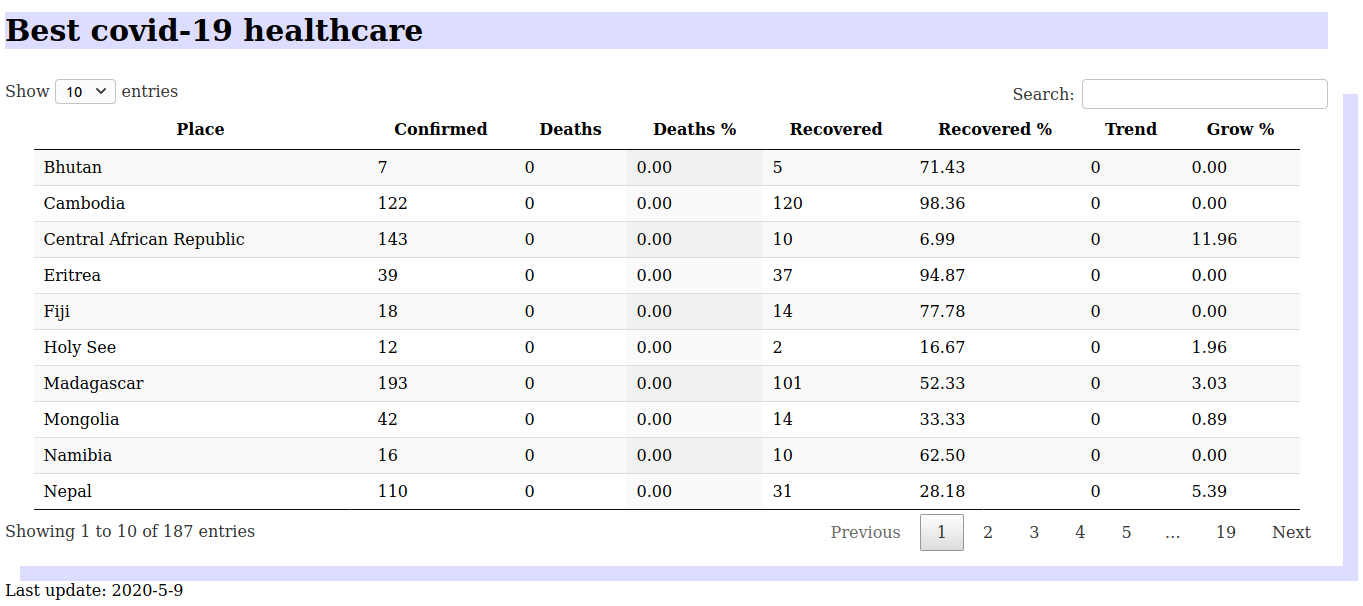 Best covid-19 healthcare
Show 10 entries Search:
Place Confirmed Deaths Deaths % Recovered Recovered % Trend Grow %
Bhutan 7 0 0.00 5 71.43 0 0.00
Cambodia 122 0 0.00 120 98.36 0 0.00
Central African Republic 143 0 0.00 10 6.99 0 11.96
Eritrea 39 0 0.00 37 94.87 0 0.00
Fiji 18 0 0.00 14 77.78 0 0.00
Holy See 12 0 0.00 2 16.67 0 1.96
Madagascar 193 0 0.00 101 52.33 0 3.03
Mongolia 42 0 0.00 14 33.33 0 0.89
Namibia 16 0 0.00 10 62.50 0 0.00
Nepal 110 0 0.00 31 28.18 0 5.39
Showing 1 to 10 of 187 entries Previous 1 2 3 4 5 … 19 Next
Last update: 2020-5-9